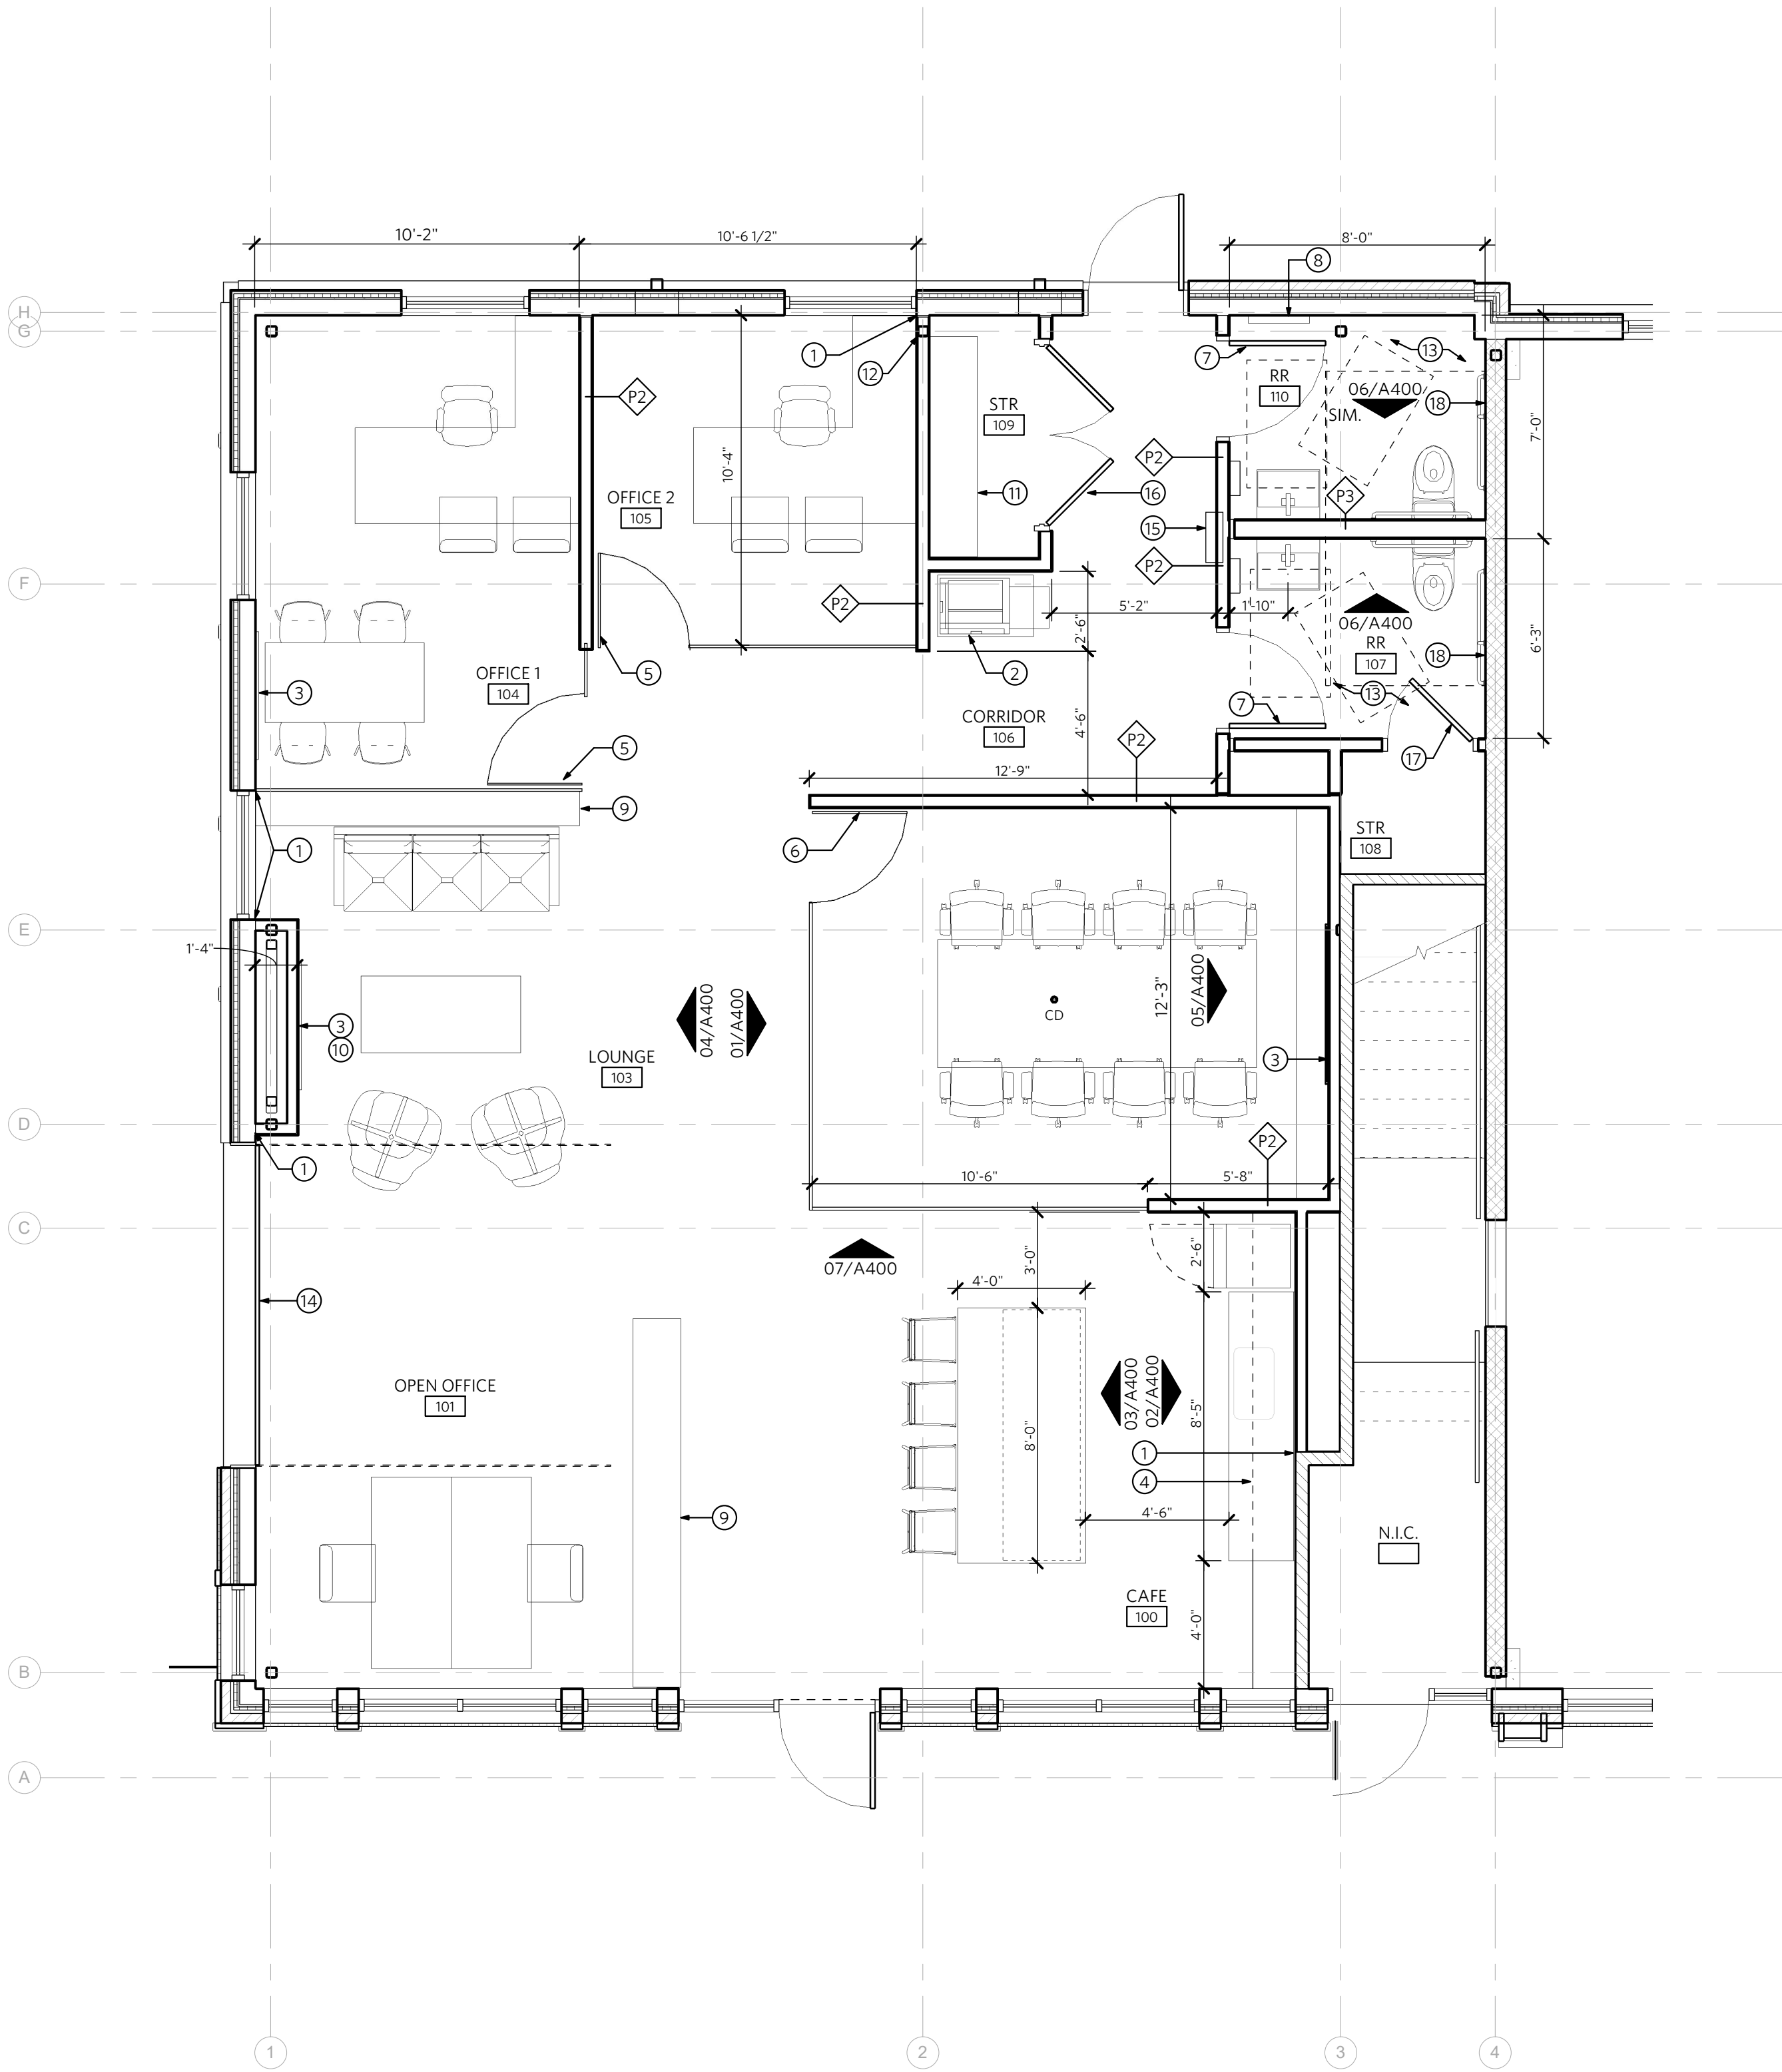 10'-2"
10'-6 1/2"
8'-0"
8
H
G
1
12
7
13
RR
110
06/A400
SIM.
18
P2
STR
109
7'-0"
10'-4"
P2
P3
OFFICE 2
105
11
16
15
F
P2
P2
5'-2"
1'-10"
2'-6"
06/A400
RR
107
18
6'-3"
OFFICE 1
104
3
5
2
13
7
CORRIDOR
106
4'-6"
P2
17
5
12'-9"
9
1
6
STR
108
E
1'-4"
3
10
04/A400
01/A400
CD
12'-3"
05/A400
LOUNGE
103
3
D
1
P2
10'-6"
5'-8"
C
07/A400
3'-0"
2'-6"
4'-0"
14
OPEN OFFICE
101
03/A400
02/A400
8'-0"
8'-5"
1
4
9
4'-6"
N.I.C.
CAFE
100
4'-0"
B
A
1
2
3
4